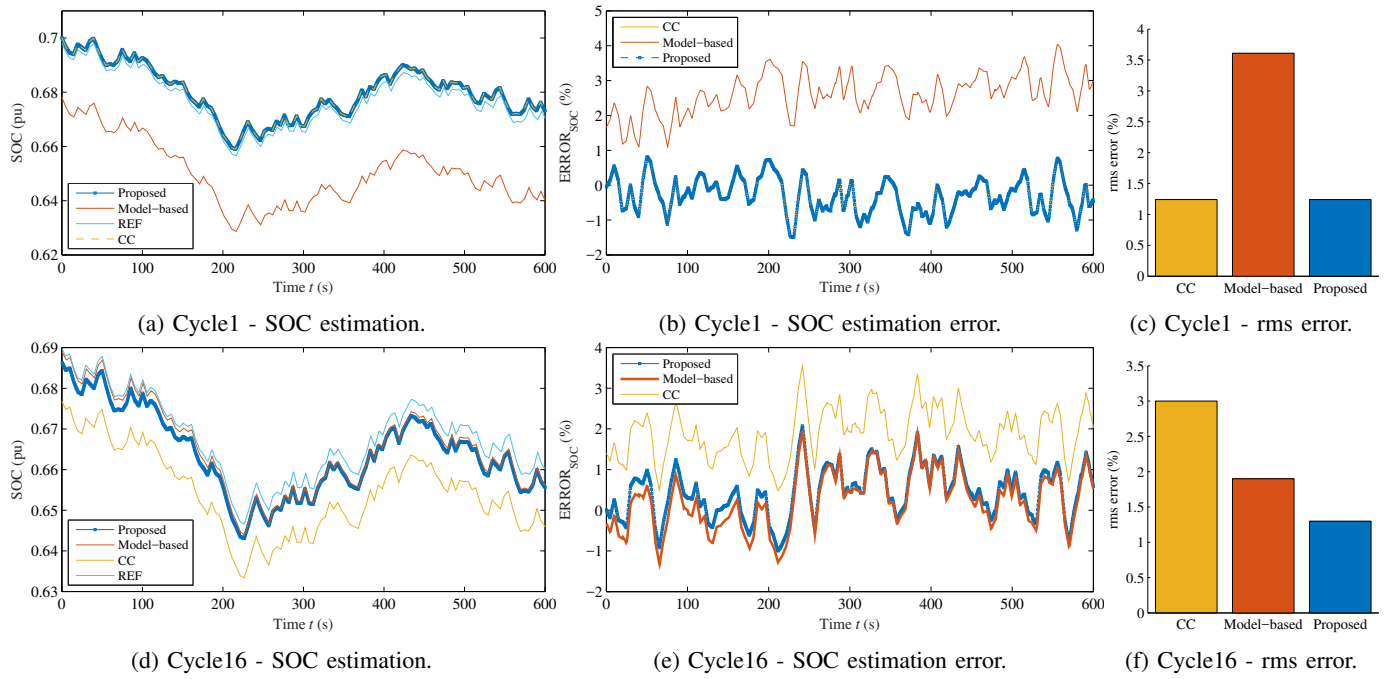 0.7
0.68
0.66
0.64
0.62
SOC (pu)
Proposed
Model−based
REF
CC
0 100 200 300 400 500 600
Time t (s)
(a) Cycle1 - SOC estimation.
5
4
3
2
1
0
−1
−2
ERROR_SOC (%)
CC
Model−based
Proposed
0 100 200 300 400 500 600
Time t (s)
(b) Cycle1 - SOC estimation error.
4
3.5
3
2.5
2
1.5
1
0.5
0
rms error (%)
CC Model−based Proposed
(c) Cycle1 - rms error.
0.69
0.68
0.67
0.66
0.65
0.64
0.63
SOC (pu)
Proposed
Model−based
CC
REF
0 100 200 300 400 500 600
Time t (s)
(d) Cycle16 - SOC estimation.
4
3
2
1
0
−1
−2
ERROR_SOC (%)
Proposed
Model−based
CC
0 100 200 300 400 500 600
Time t (s)
(e) Cycle16 - SOC estimation error.
3.5
3
2.5
2
1.5
1
0.5
0
rms error (%)
CC Model−based Proposed
(f) Cycle16 - rms error.